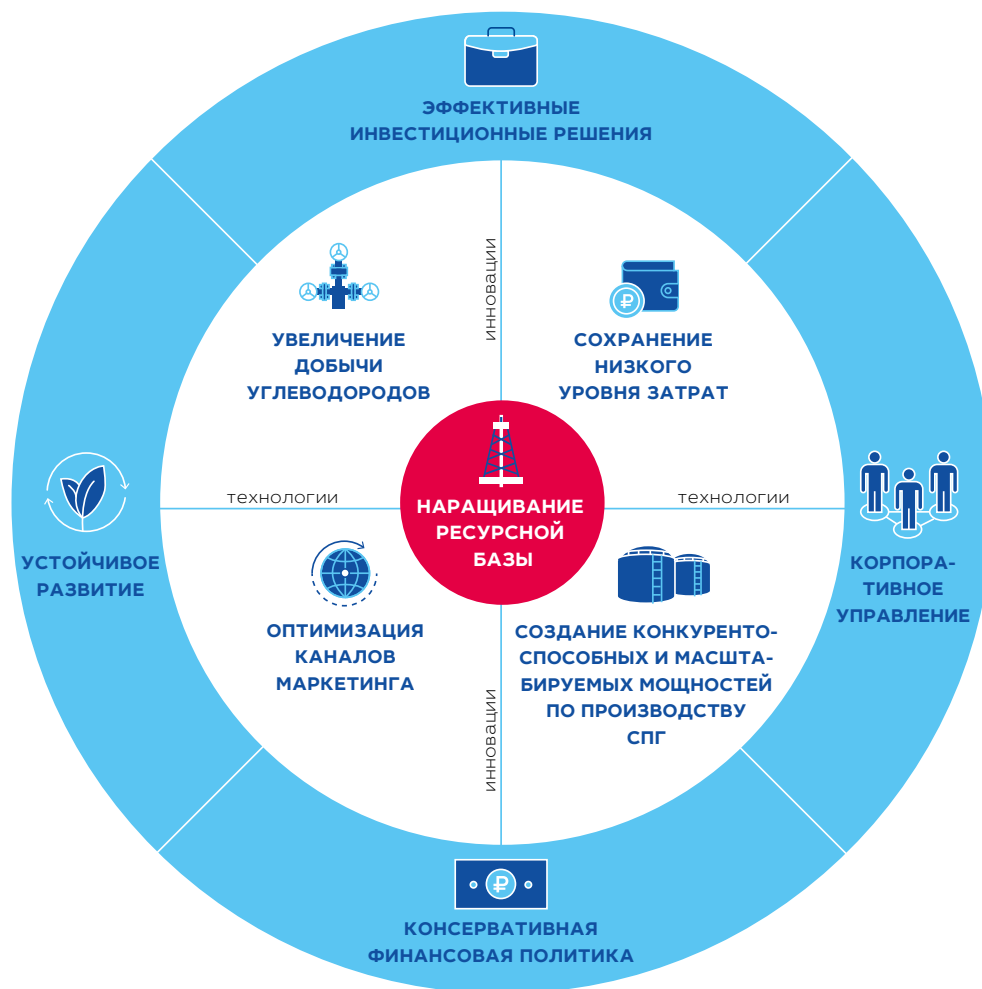 ЭФФЕКТИВНЫЕ
ИНВЕСТИЦИОННЫЕ РЕШЕНИЯ
инновации
УВЕЛИЧЕНИЕ
ДОБЫЧИ
УГЛЕВОДОРОДОВ
СОХРАНЕНИЕ
НИЗКОГО
УРОВНЯ ЗАТРАТ
технологии
НАРАЩИВАНИЕ
РЕСУРСНОЙ
БАЗЫ
технологии
УСТОЙЧИВОЕ
РАЗВИТИЕ
КОРПОРА-
ТИВНОЕ
УПРАВЛЕНИЕ
ОПТИМИЗАЦИЯ
КАНАЛОВ
МАРКЕТИНГА
СОЗДАНИЕ КОНКУРЕНТО-
СПОСОБНЫХ И МАСШТА-
БИРУЕМЫХ МОЩНОСТЕЙ
ПО ПРОИЗВОДСТВУ
СПГ
инновации
КОНСЕРВАТИВНАЯ
ФИНАНСОВАЯ ПОЛИТИКА